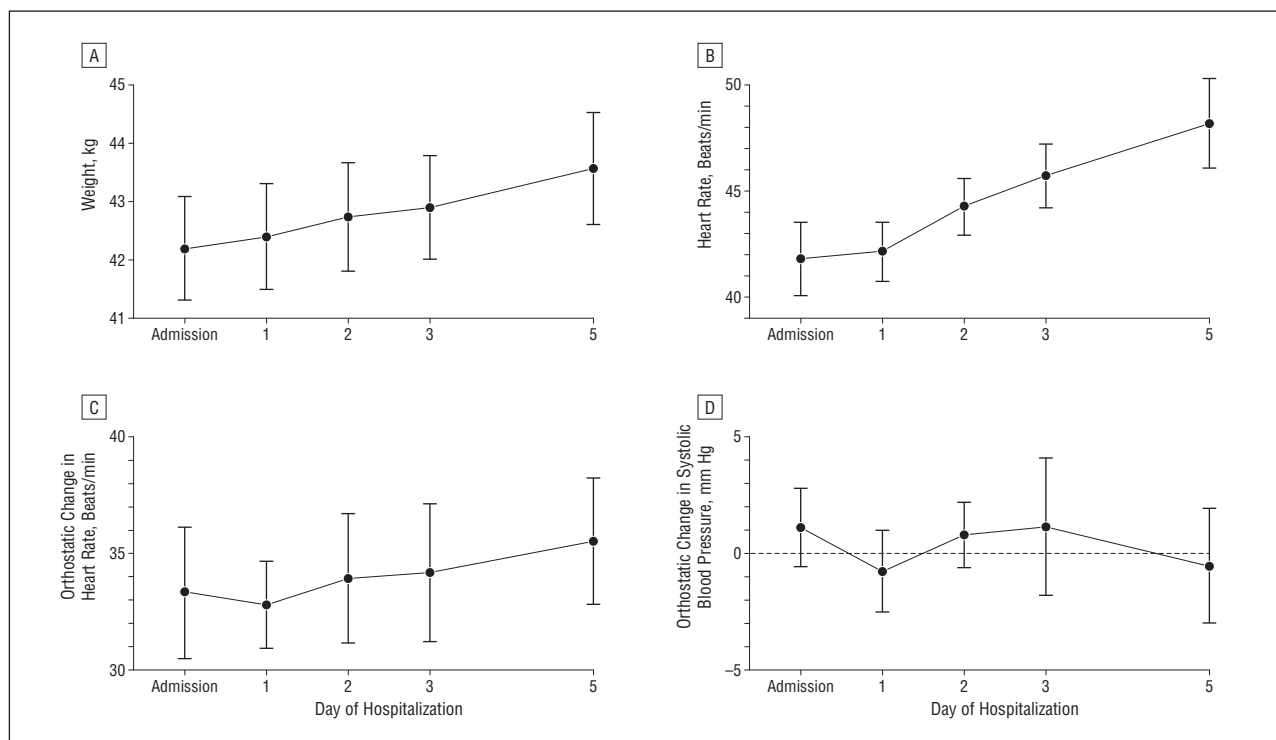 A
Weight, kg
45
44
43
42
41
Admission 1 2 3 5
B
Heart Rate, Beats/min
50
45
40
Admission 1 2 3 5
C
Orthostatic Change in
Heart Rate, Beats/min
40
35
30
Admission 1 2 3 5
Day of Hospitalization
D
Orthostatic Change in Systolic
Blood Pressure, mm Hg
5
0
–5
Admission 1 2 3 5
Day of Hospitalization